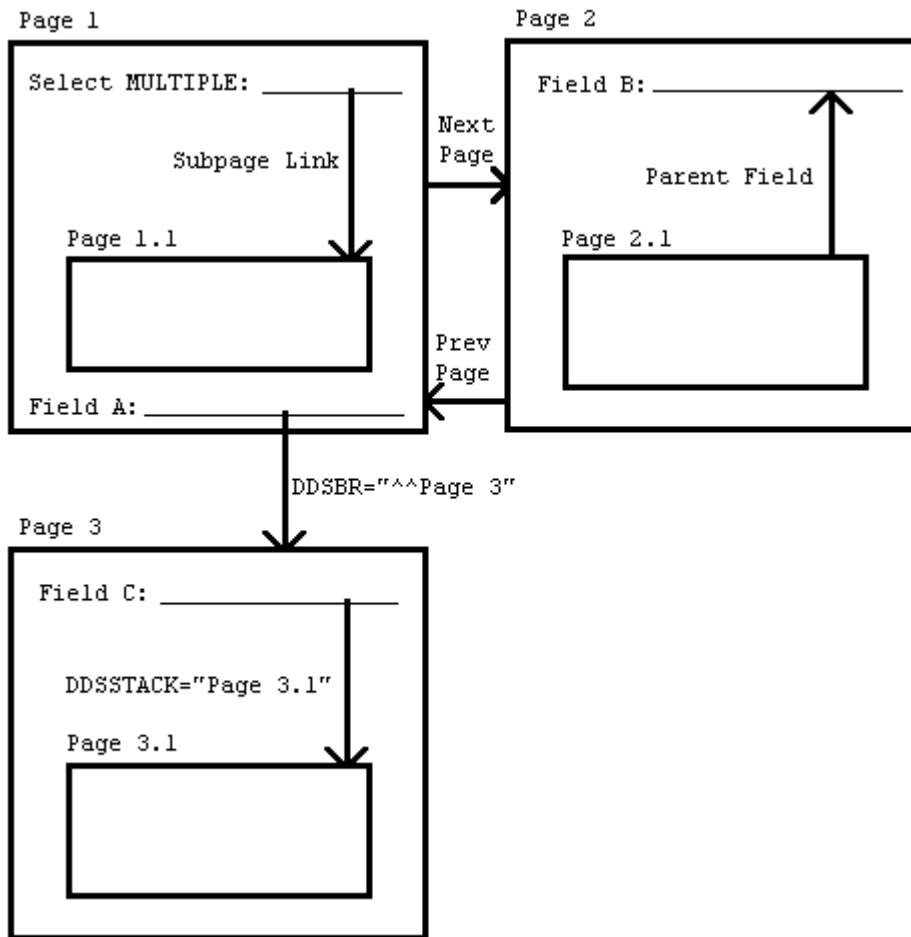 Page 1
Select MULTIPLE:
Subpage Link
Page 1.1
Field A:
Next
Page
Prev
Page
Page 2
Field B:
Parent Field
Page 2.1
DDSBR="^^Page 3"
Page 3
Field C:
DDSSTACK="Page 3.1"
Page 3.1